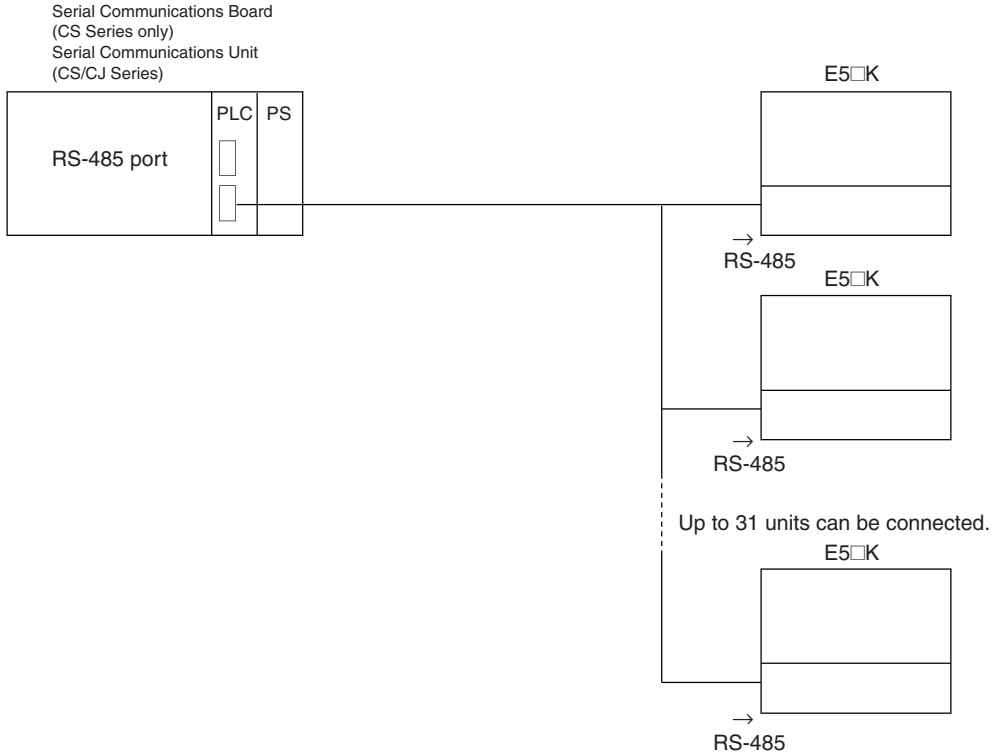 Serial Communications Board
(CS Series only)
Serial Communications Unit
(CS/CJ Series)
RS-485 port
PLC
PS
E5□K
→
RS-485
E5□K
→
RS-485
Up to 31 units can be connected.
E5□K
→
RS-485